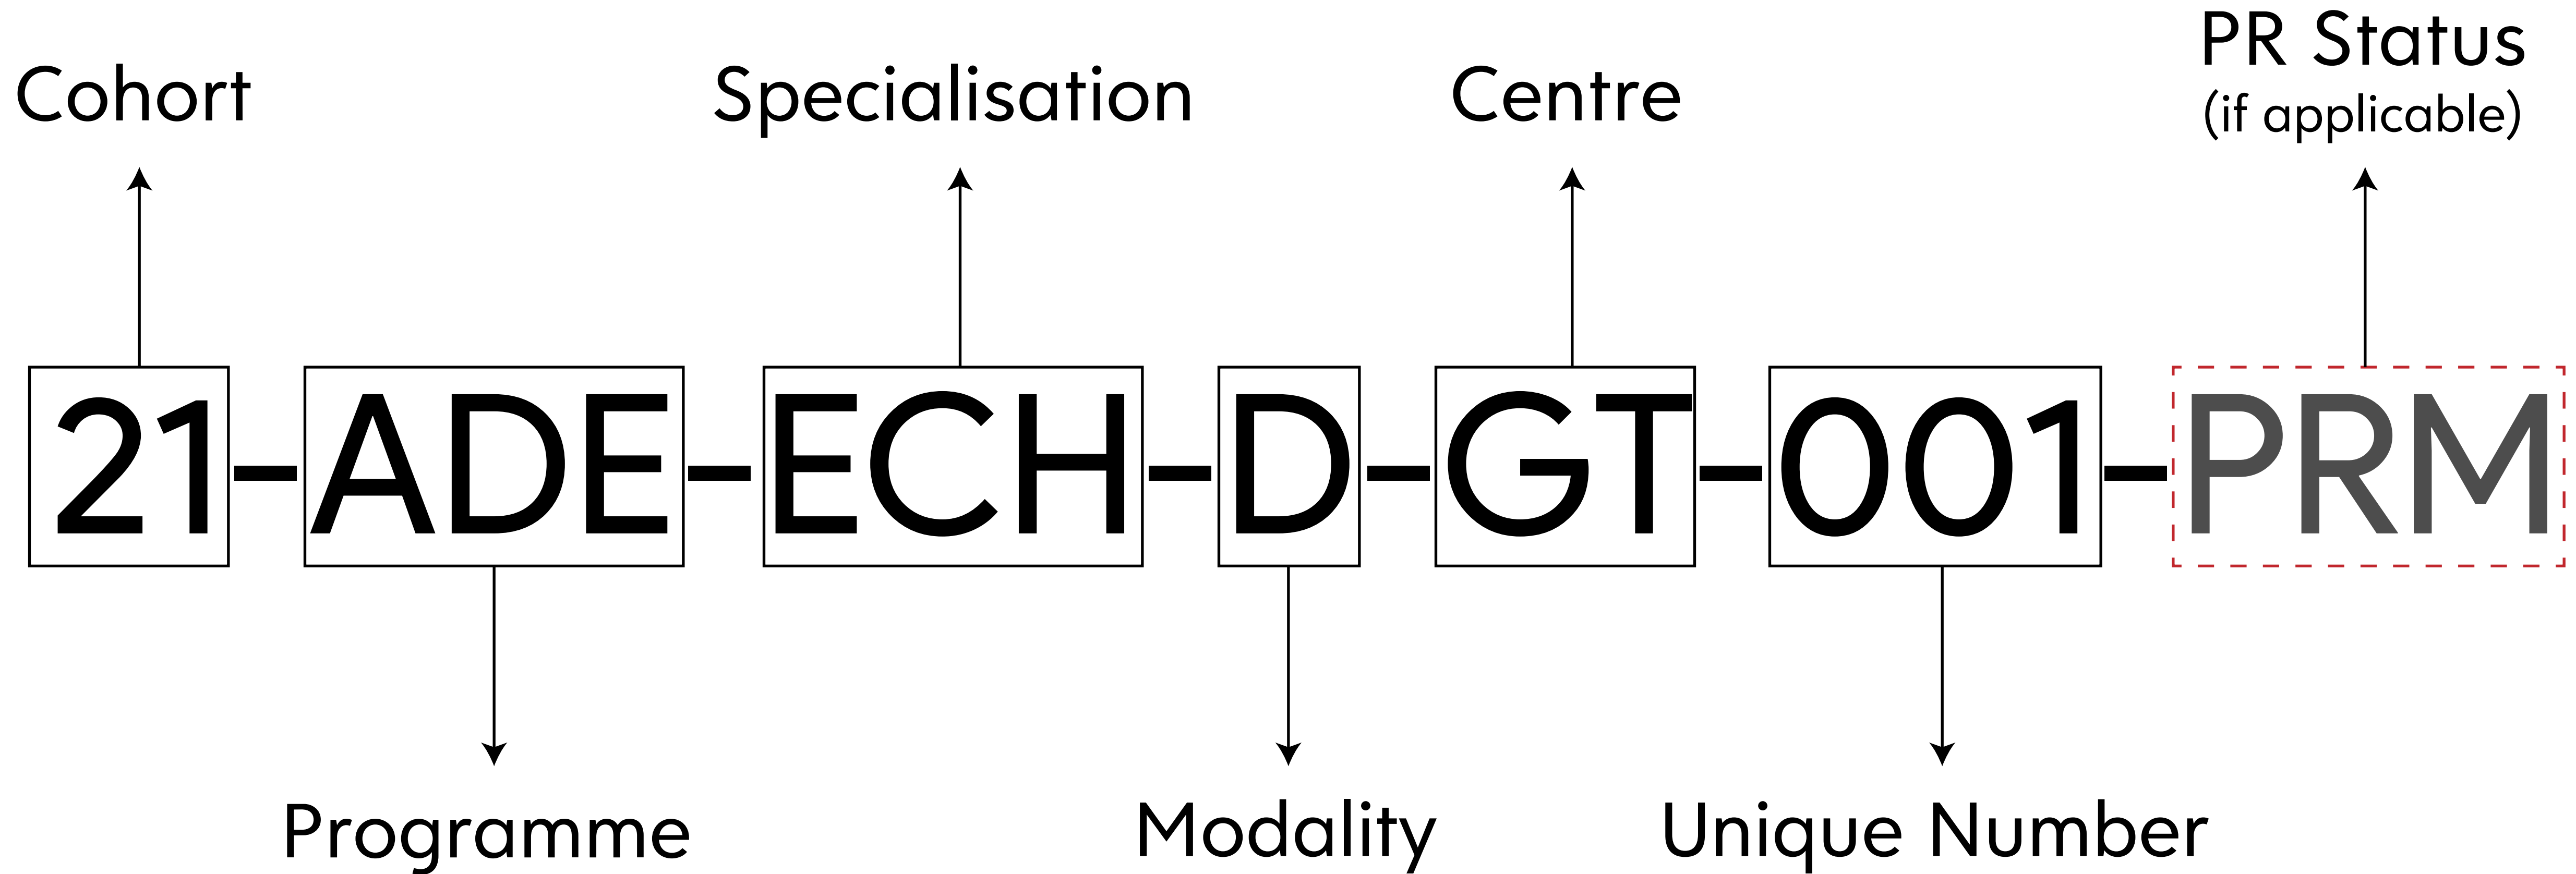 Cohort
Specialisation
Centre
PR Status
(if applicable)
21-ADE-ECH-D-GT-001-PRM
Programme
Modality
Unique Number